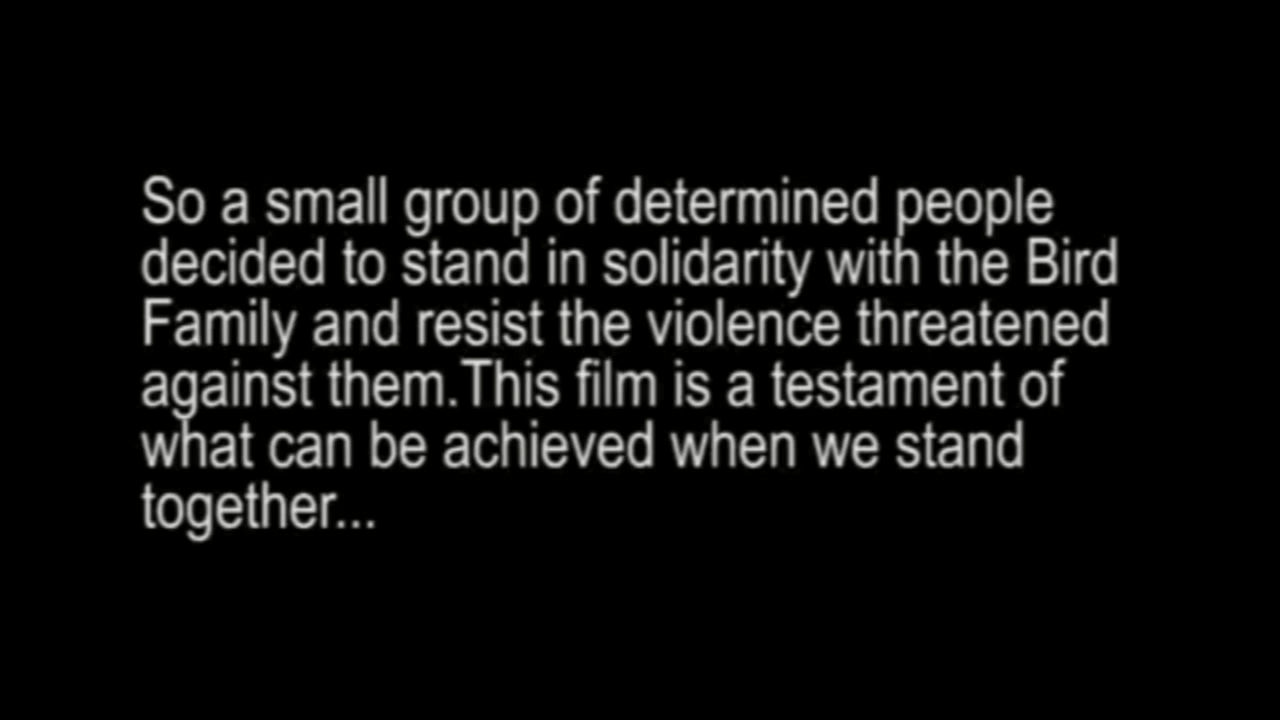 So a small group of determined people
decided to stand in solidarity with the Bird
Family and resist the violence threatened
against them.This film is a testament of
what can be achieved when we stand
together...